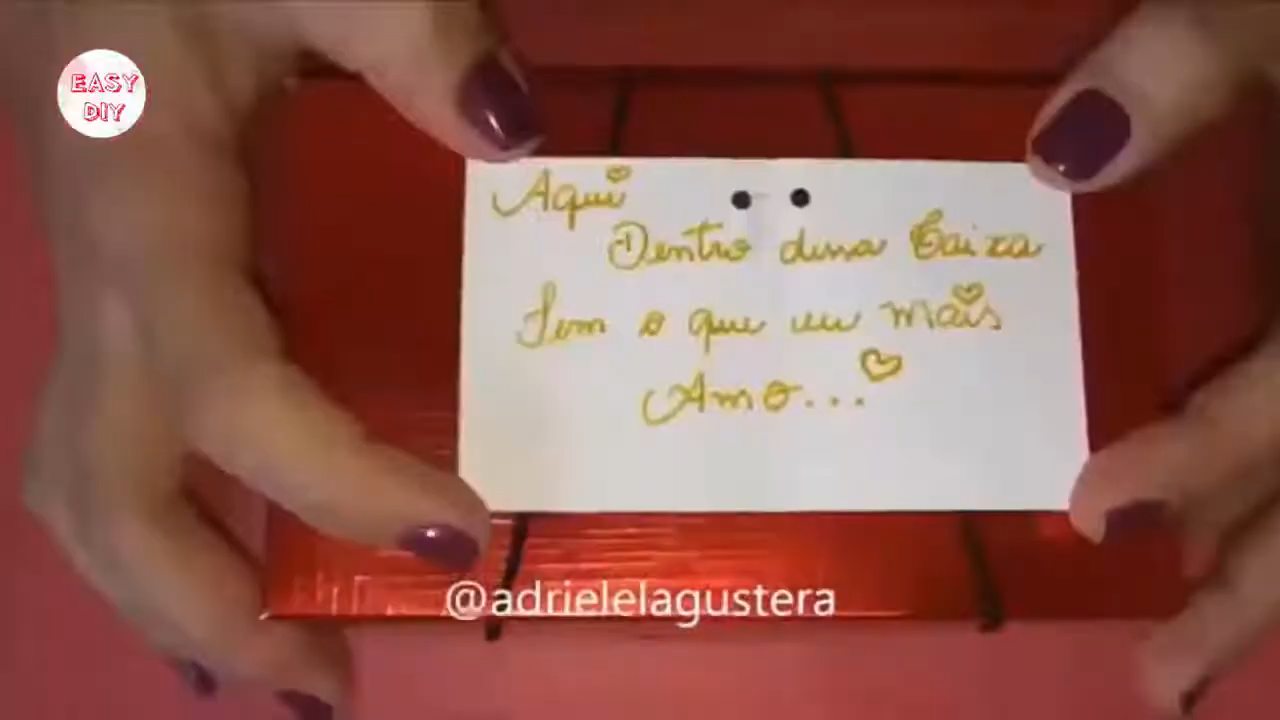 EASY
DIY
Aqui
Dentro dessa Caixa
Tem o que eu mais
Amo...
@adrielelagustera